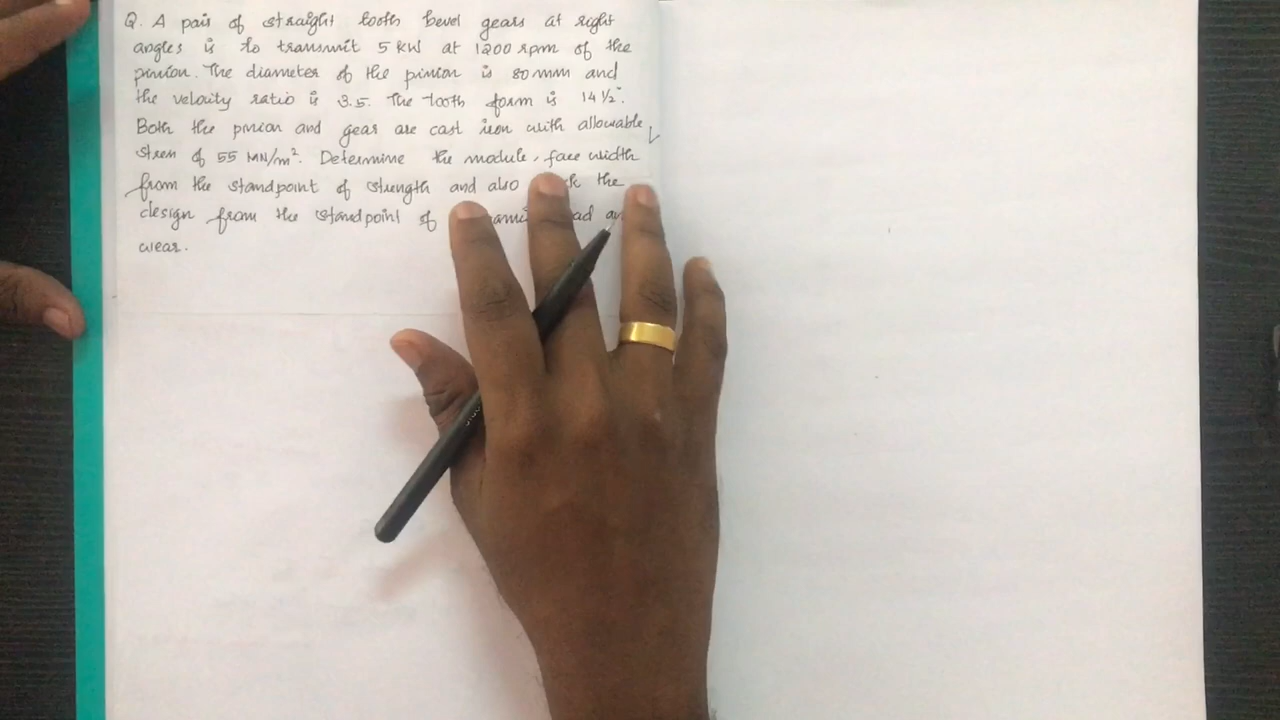 Q. A pair of straight tooth bevel gears at right
angles is to transmit 5 kW at 1200 rpm of the
pinion. The diameter of the pinion is 80 mm and
the velocity ratio is 3.5. The tooth form is 14 1/2°.
Both the pinion and gear are cast iron with allowable
stress of 55 MN/m². Determine the module, face width
from the standpoint of strength and also the
design from the standpoint of
wear.